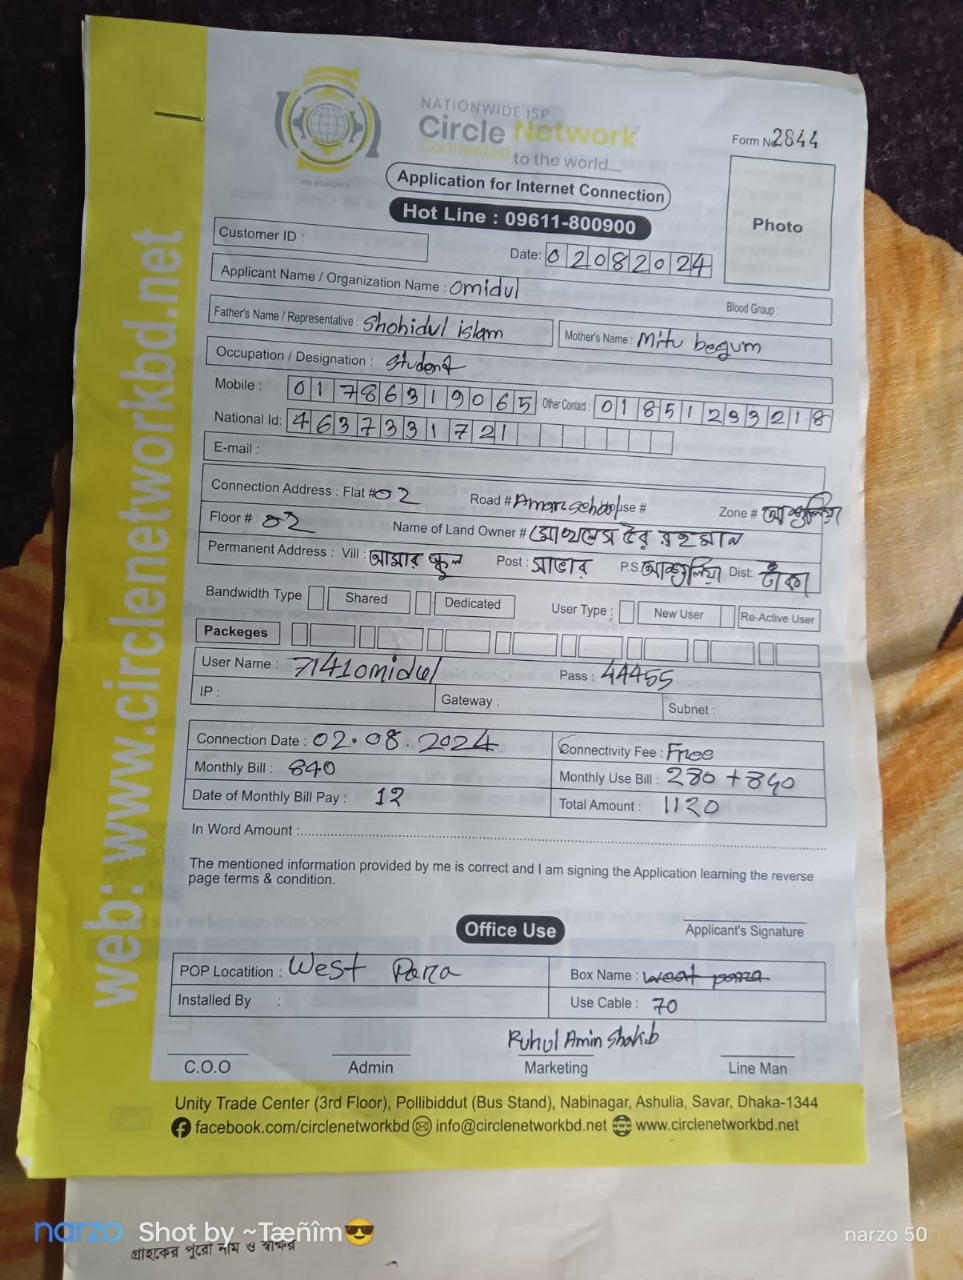 web: www.circlenetworkbd.net
NATIONWIDE ISP
Circle Network
Connected to the world.....
Form No 2844
Application for Internet Connection
Hot Line : 09611-800900
Photo
Customer ID :
Date: 02082024
Applicant Name / Organization Name : omidul
Blood Group :
Father's Name / Representative : Shohidul islam Mother's Name : Mitu begum
Occupation / Designation : Student
Mobile : 01786319065 Other Contact : 01851293218
National Id: 4637331721
E-mail :
Connection Address : Flat # 02 Road # Amar school use # Zone # আশুলিয়া
Floor # 02 Name of Land Owner # রহমান
Permanent Address : Vill : আমার স্কুল Post : সাভার P.S. আশুলিয়া Dist: ঢাকা
Bandwidth Type Shared Dedicated User Type : New User Re-Active User
Packeges
User Name : 7141omidul Pass : 44455
IP : Gateway : Subnet :
Connection Date : 02.08.2024 Connectivity Fee : Free
Monthly Bill : 840 Monthly Use Bill : 280 + 840
Date of Monthly Bill Pay : 12 Total Amount : 1120
In Word Amount :
The mentioned information provided by me is correct and I am signing the Application learning the reverse
page terms & condition.
Office Use
Applicant's Signature
POP Locatition : West Para Box Name : west para
Installed By : Use Cable : 70
Ruhul Amin Shakib
C.O.O Admin Marketing Line Man
Unity Trade Center (3rd Floor), Pollibiddut (Bus Stand), Nabinagar, Ashulia, Savar, Dhaka-1344
facebook.com/circlenetworkbd info@circlenetworkbd.net www.circlenetworkbd.net
narzo Shot by ~Tæñîm😎 narzo 50
গ্রাহকের পুরো নাম ও স্বাক্ষর